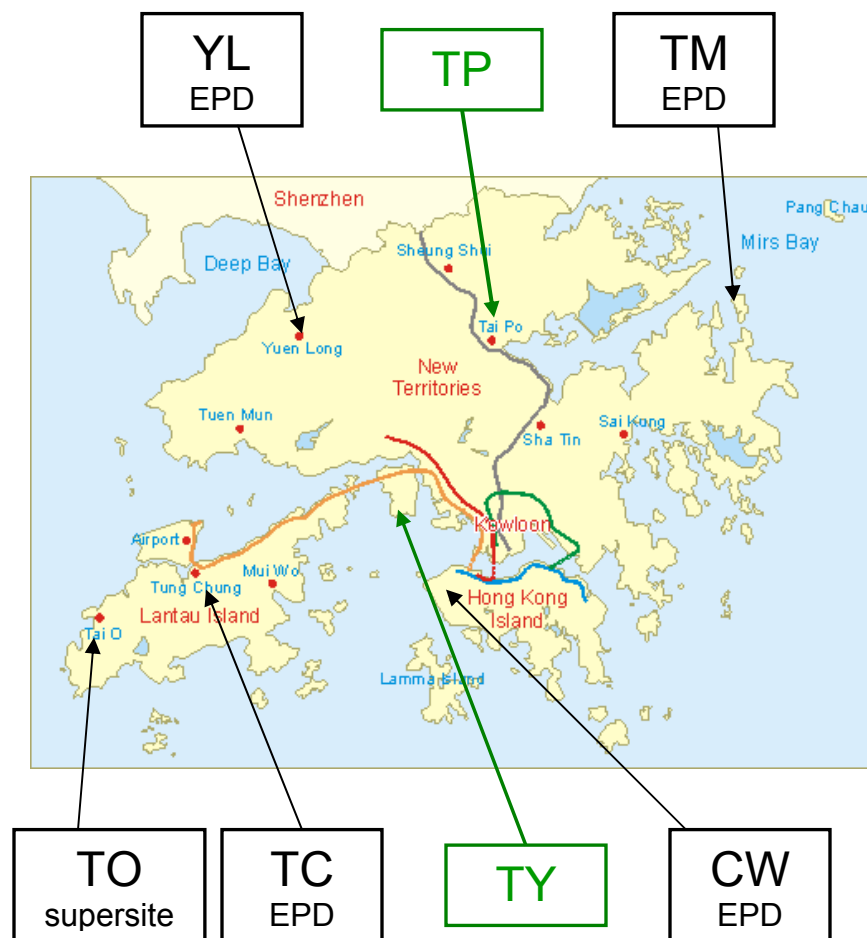 YL
EPD
TP
TM
EPD
Shenzhen
Pang Chau
Mirs Bay
Sheung Shui
Deep Bay
Tai Po
Yuen Long
New
Territories
Tuen Mun
Sai Kong
Sha Tin
Kowloon
Airport
Tung Chung
Mui Wo
Hong Kong
Island
Lantau Island
Tai O
Lamma Island
TO
supersite
TC
EPD
TY
CW
EPD